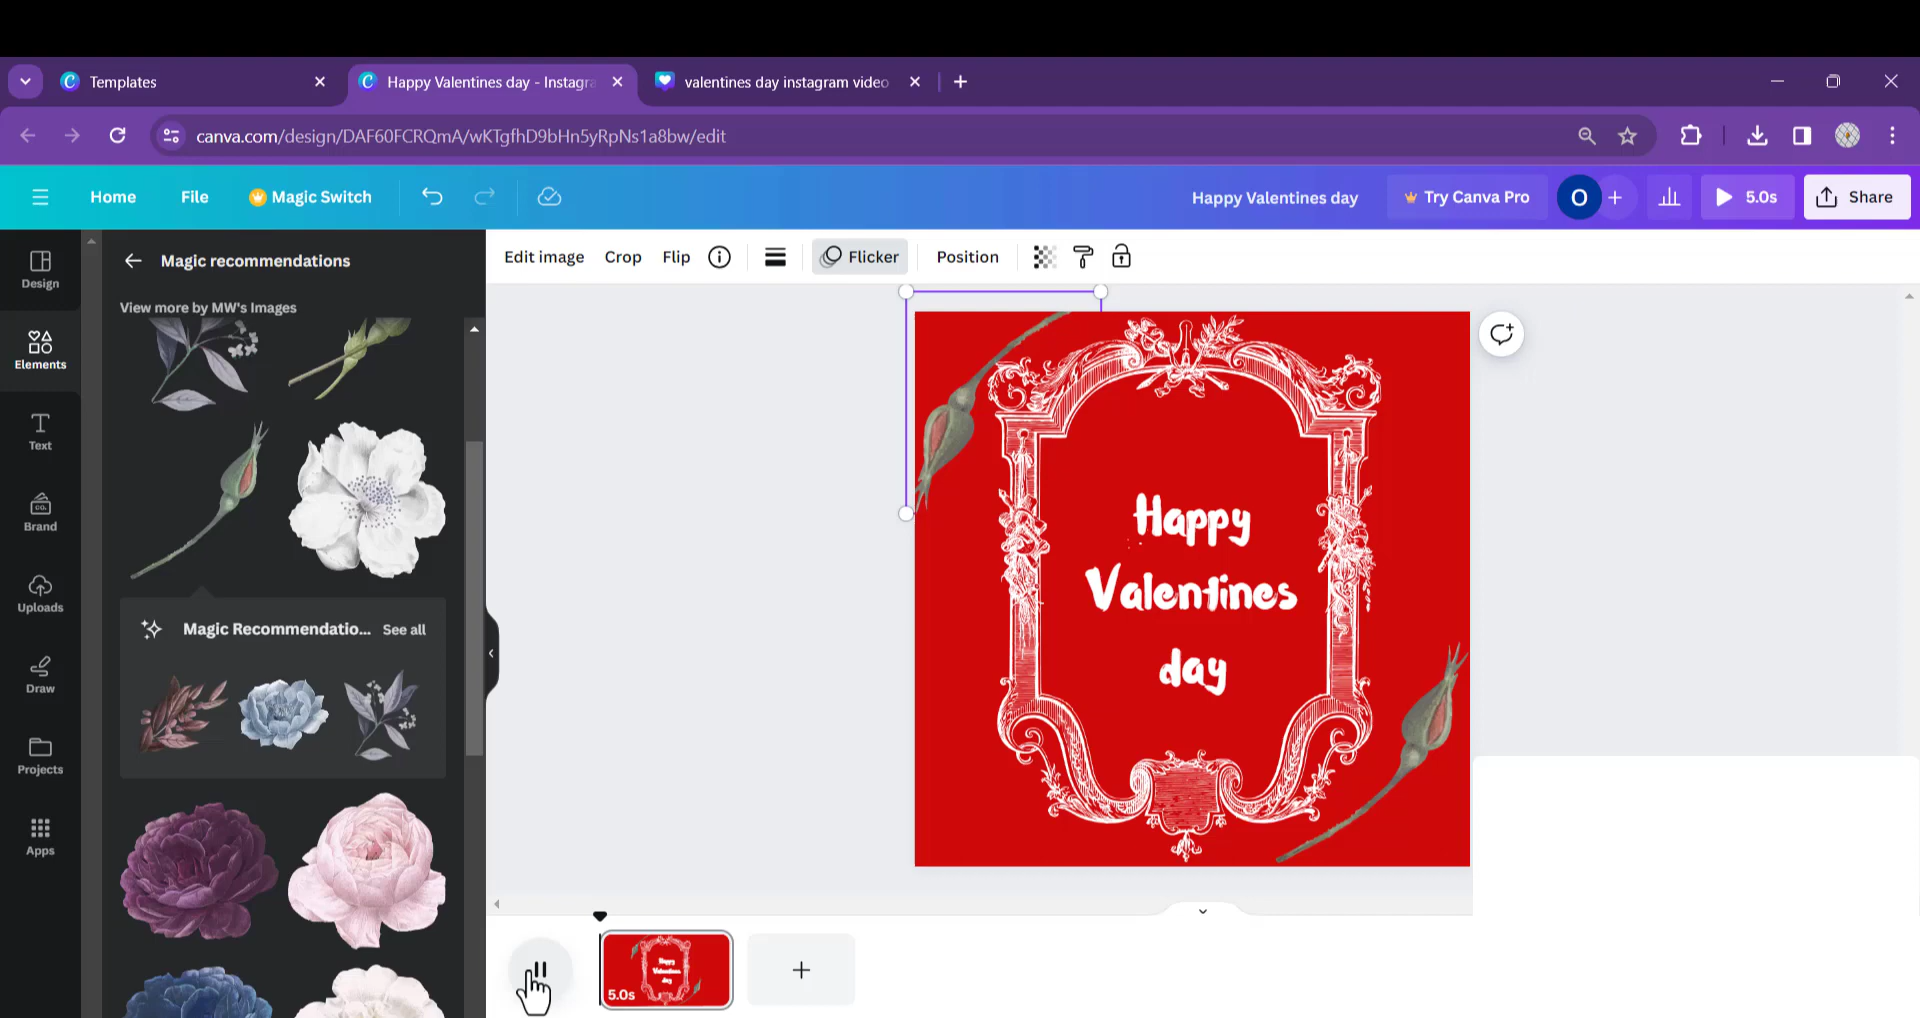 Templates
Happy Valentines day - Instagra
valentines day instagram video
canva.com/design/DAF60FCRQmA/wKTgfhD9bHn5yRpNs1a8bw/edit
Home
File
Magic Switch
Happy Valentines day
Try Canva Pro
O
5.0s
Share
Design
Elements
Text
Brand
Uploads
Draw
Projects
Apps
Magic recommendations
View more by MW's Images
Magic Recommendatio...
See all
Edit image
Crop
Flip
Flicker
Position
Happy
Valentines
day
Happy
Valentines
day
5.0s